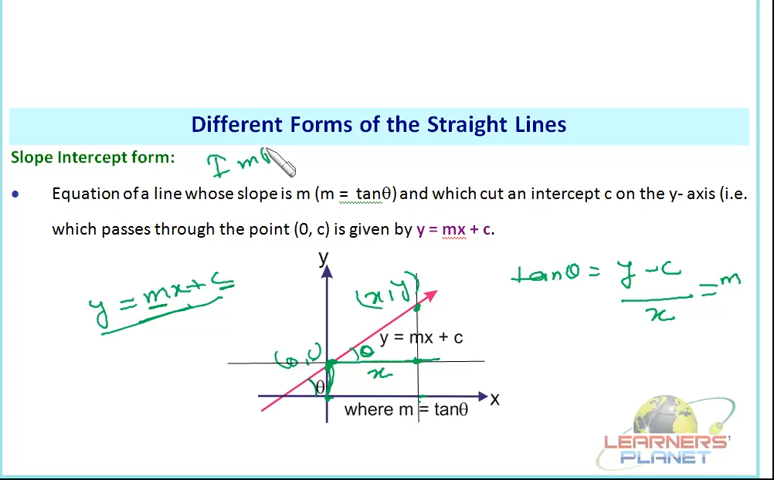 Different Forms of the Straight Lines
Slope Intercept form:
I m
Equation of a line whose slope is m (m = tanθ) and which cut an intercept c on the y- axis (i.e.
which passes through the point (0, c) is given by y = mx + c.
y
tanθ = y-c/x = m
y = mx+c
(x,y)
y = mx + c
θ
x
θ
x
where m = tanθ
LEARNERS'
PLANET